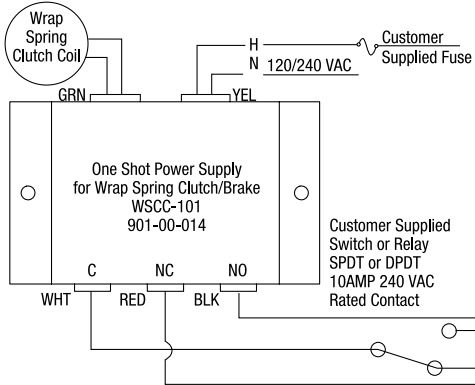 Wrap
Spring
Clutch Coil
H
Customer
N 120/240 VAC
Supplied Fuse
GRN
YEL
One Shot Power Supply
for Wrap Spring Clutch/Brake
WSCC-101
901-00-014
Customer Supplied
Switch or Relay
SPDT or DPDT
10AMP 240 VAC
Rated Contact
C NC NO
WHT RED BLK